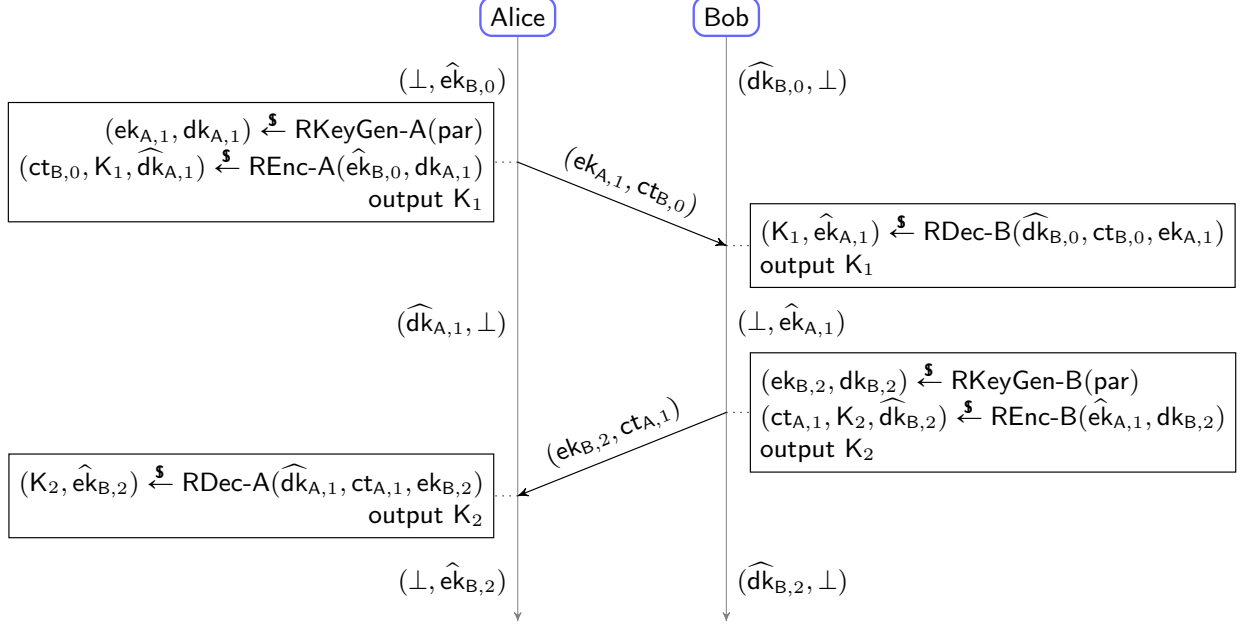 Alice Bob
(⊥, êk_{B,0}) (d̂k_{B,0}, ⊥)
(ek_{A,1}, dk_{A,1}) ←$ RKeyGen-A(par)
(ct_{B,0}, K_1, d̂k_{A,1}) ←$ REnc-A(êk_{B,0}, dk_{A,1})
output K_1
(ek_{A,1}, ct_{B,0})
(K_1, êk_{A,1}) ←$ RDec-B(d̂k_{B,0}, ct_{B,0}, ek_{A,1})
output K_1
(d̂k_{A,1}, ⊥) (⊥, êk_{A,1})
(ek_{B,2}, dk_{B,2}) ←$ RKeyGen-B(par)
(ct_{A,1}, K_2, d̂k_{B,2}) ←$ REnc-B(êk_{A,1}, dk_{B,2})
output K_2
(ek_{B,2}, ct_{A,1})
(K_2, êk_{B,2}) ←$ RDec-A(d̂k_{A,1}, ct_{A,1}, ek_{B,2})
output K_2
(⊥, êk_{B,2}) (d̂k_{B,2}, ⊥)